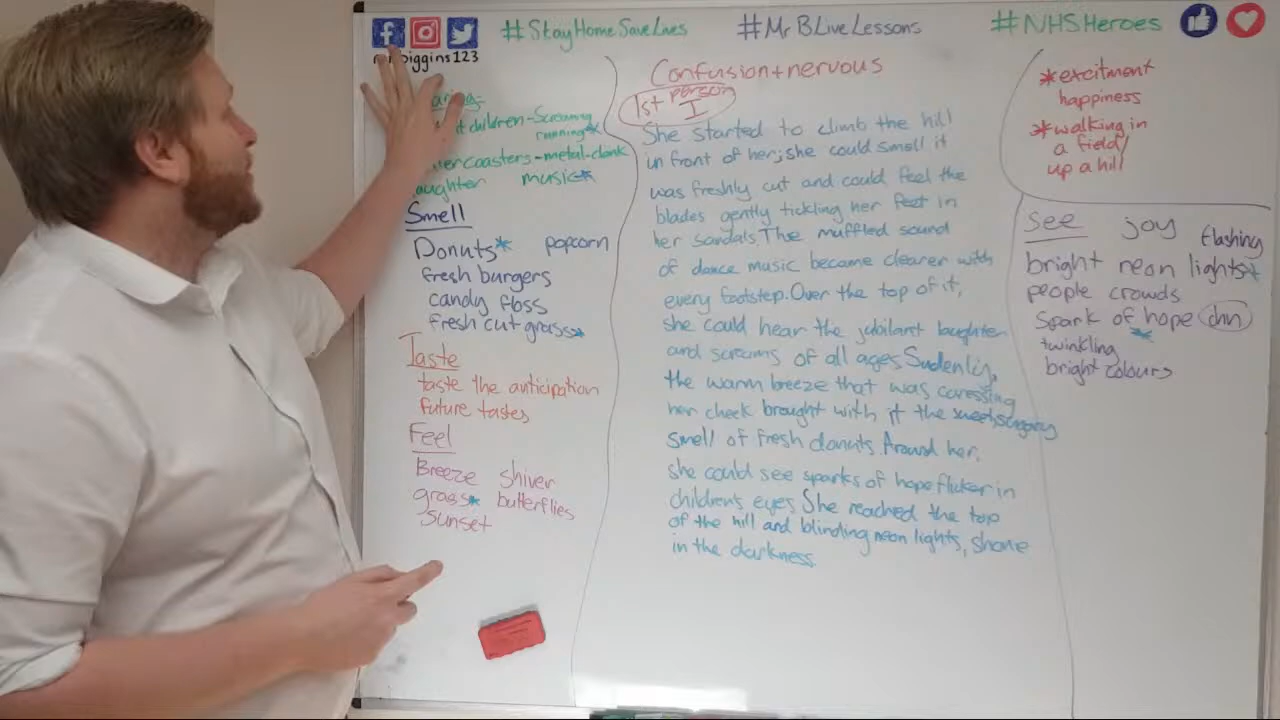 #StayHomeSaveLives #MrBLiveLessons #NHSHeroes
iggins123
children-Screaming
running*
coasters-metal-clank
aughter music*
Smell
Donuts* popcorn
fresh burgers
candy floss
fresh cut grass*
Taste
taste the anticipation
future tastes
Feel
Breeze shiver
grass* butterflies
Sunset
Confusion+nervous
1st person
I
She started to climb the hill
in front of her; she could smell it
was freshly cut and could feel the
blades gently tickling her feet in
her sandals. The muffled sound
of dance music became clearer with
every footstep. Over the top of it,
she could hear the jubilant laughter
and screams of all ages. Sudenly,
the warm breeze that was caressing
her cheek brought with it the sweet,
smell of fresh donuts. Around her,
she could see sparks of hope flicker in
children's eyes. She reached the top
of the hill and blinding neon lights, shone
in the darkness.
*excitment
happiness
*walking in
a field/
up a hill
See joy flashing
bright neon lights*
people crowds
Spark of hope chn
*
twinkling
bright colours